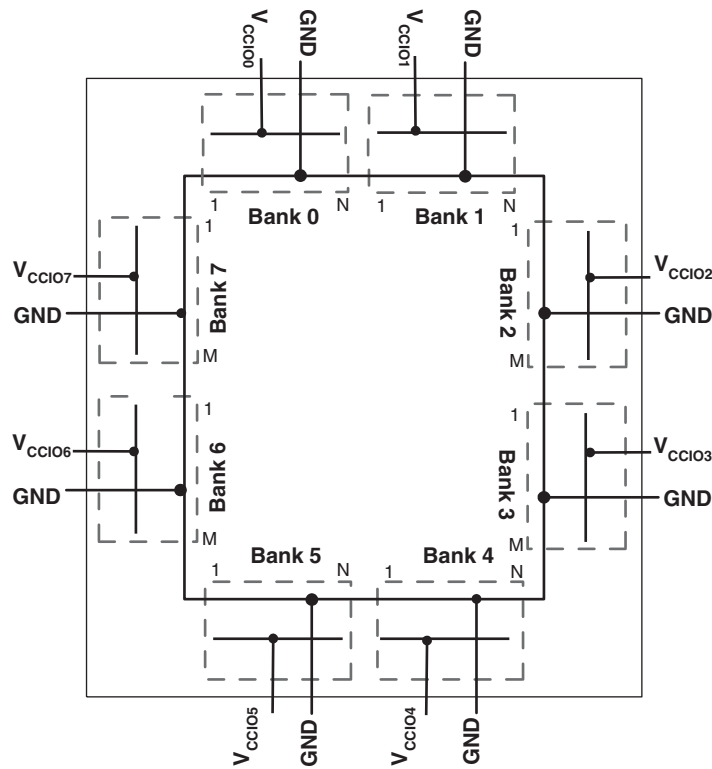 VCCIO0
GND
VCCIO1
GND
1
Bank 0
N
1
Bank 1
N
1
Bank 7
M
VCCIO7
GND
1
Bank 2
M
VCCIO2
GND
1
Bank 6
M
VCCIO6
GND
1
Bank 3
M
VCCIO3
GND
Bank 5
1
N
Bank 4
1
N
VCCIO5
GND
VCCIO4
GND